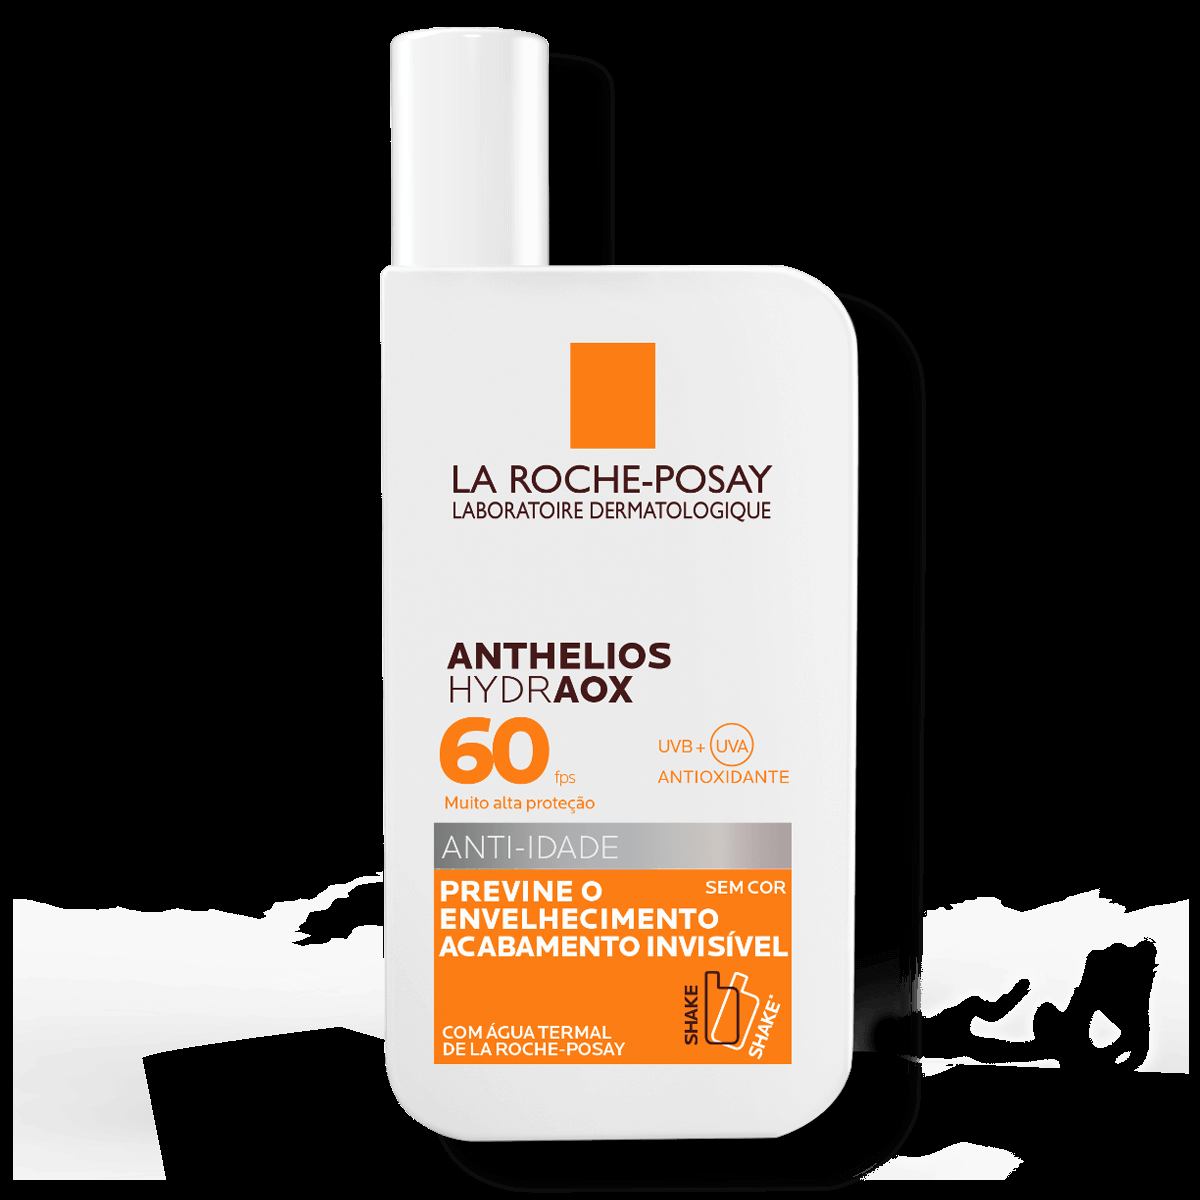 LA ROCHE-POSAY
LABORATOIRE DERMATOLOGIQUE
ANTHELIOS
HYDRAOX
60 fps
UVB + UVA
ANTIOXIDANTE
Muito alta proteção
ANTI-IDADE
PREVINE O
ENVELHECIMENTO
ACABAMENTO INVISÍVEL
SEM COR
SHAKE
SHAKE*
COM ÁGUA TERMAL
DE LA ROCHE-POSAY